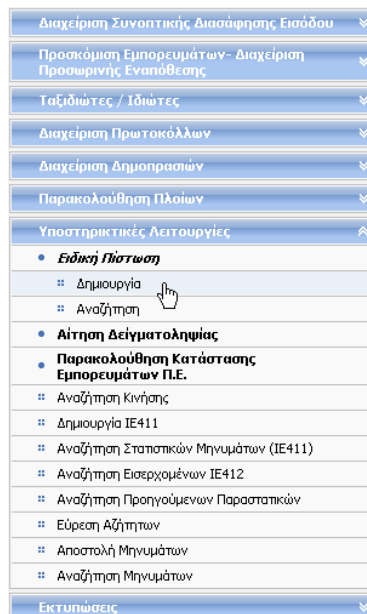 Διαχείριση Συνοπτικής Διασάφησης Εισόδου
Προσκόμιση Εμπορευμάτων- Διαχείριση
Προσωρινής Εναπόθεσης
Ταξιδιώτες / Ιδιώτες
Διαχείριση Πρωτοκόλλων
Διαχείριση Δημοπρασιών
Παρακολούθηση Πλοίων
Υποστηρικτικές Λειτουργίες
Ειδική Πίστωση
Δημιουργία
Αναζήτηση
Αίτηση Δείγματοληψίας
Παρακολούθηση Κατάστασης
Εμπορευμάτων Π.Ε.
Αναζήτηση Κινήσης
Δημιουργία ΙΕ411
Αναζήτηση Στατιστικών Μηνυμάτων (ΙΕ411)
Αναζήτηση Εισερχομένων ΙΕ412
Αναζήτηση Προηγούμενων Παραστατικών
Εύρεση Αζήτητων
Αποστολή Μηνυμάτων
Αναζήτηση Μηνυμάτων
Εκτυπώσεις